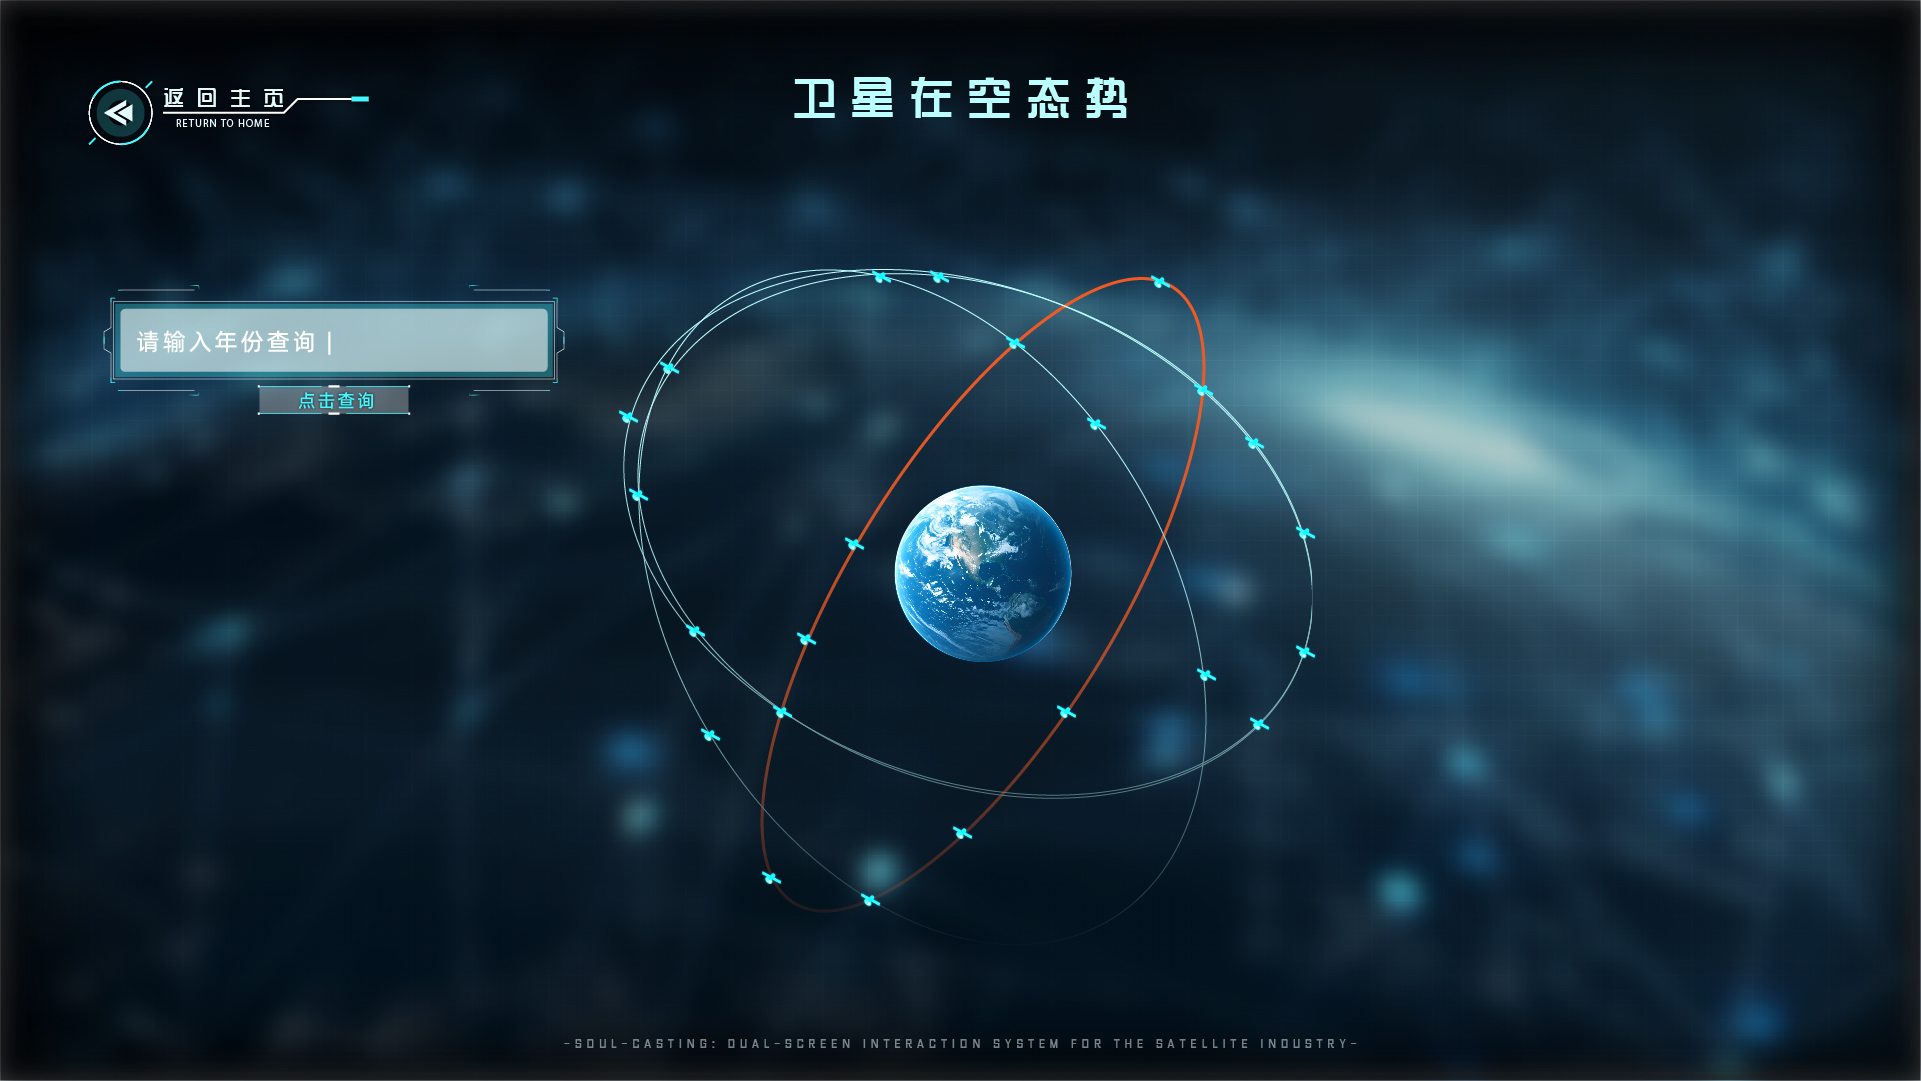 返回主页
RETURN TO HOME
卫星在空态势
请输入年份查询 |
点击查询
-SOUL-CASTING: DUAL-SCREEN INTERACTION SYSTEM FOR THE SATELLITE INDUSTRY-